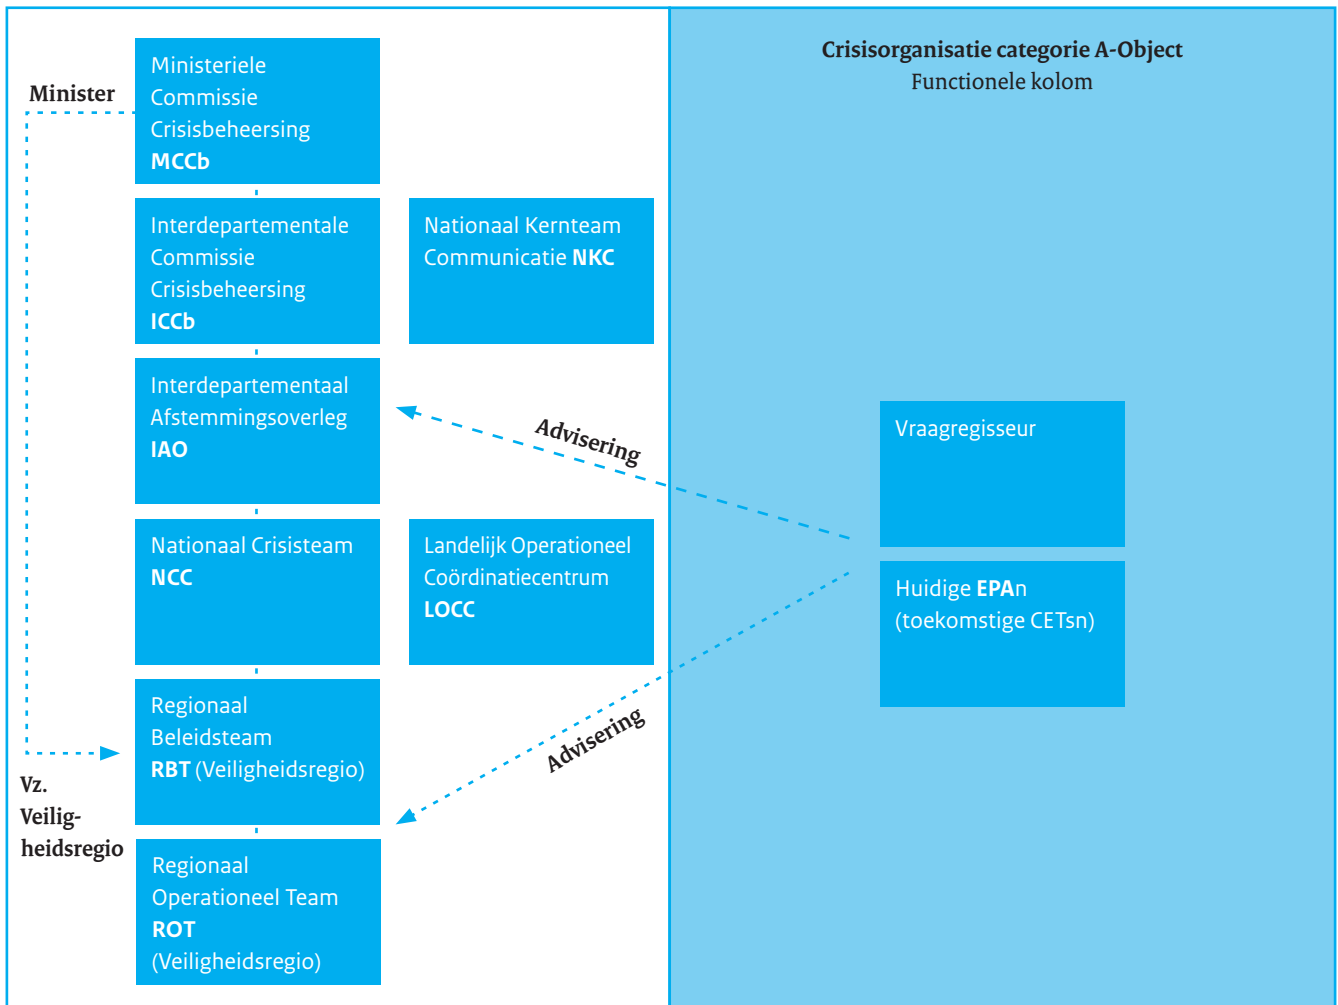 Minister
Ministeriele
Commissie
Crisisbeheersing
MCCb
Interdepartementale
Commissie
Crisisbeheersing
ICCb
Nationaal Kernteam
Communicatie NKC
Interdepartementaal
Afstemmingsoverleg
IAO
Nationaal Crisisteam
NCC
Landelijk Operationeel
Coördinatiecentrum
LOCC
Regionaal
Beleidsteam
RBT (Veiligheidsregio)
Vz.
Veilig-
heidsregio
Regionaal
Operationeel Team
ROT
(Veiligheidsregio)
Advisering
Advisering
Crisisorganisatie categorie A-Object
Functionele kolom
Vraagregisseur
Huidige EPAn
(toekomstige CETsn)